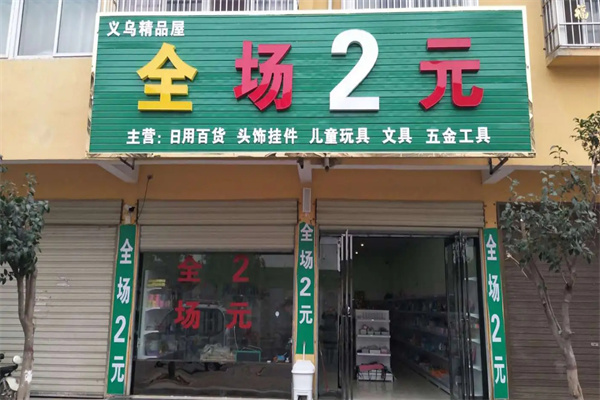 义乌精品屋
全场2元
主营：日用百货 头饰挂件 儿童玩具 文具 五金工具
全场2元
全场
2元
全场2元
全场2元
福